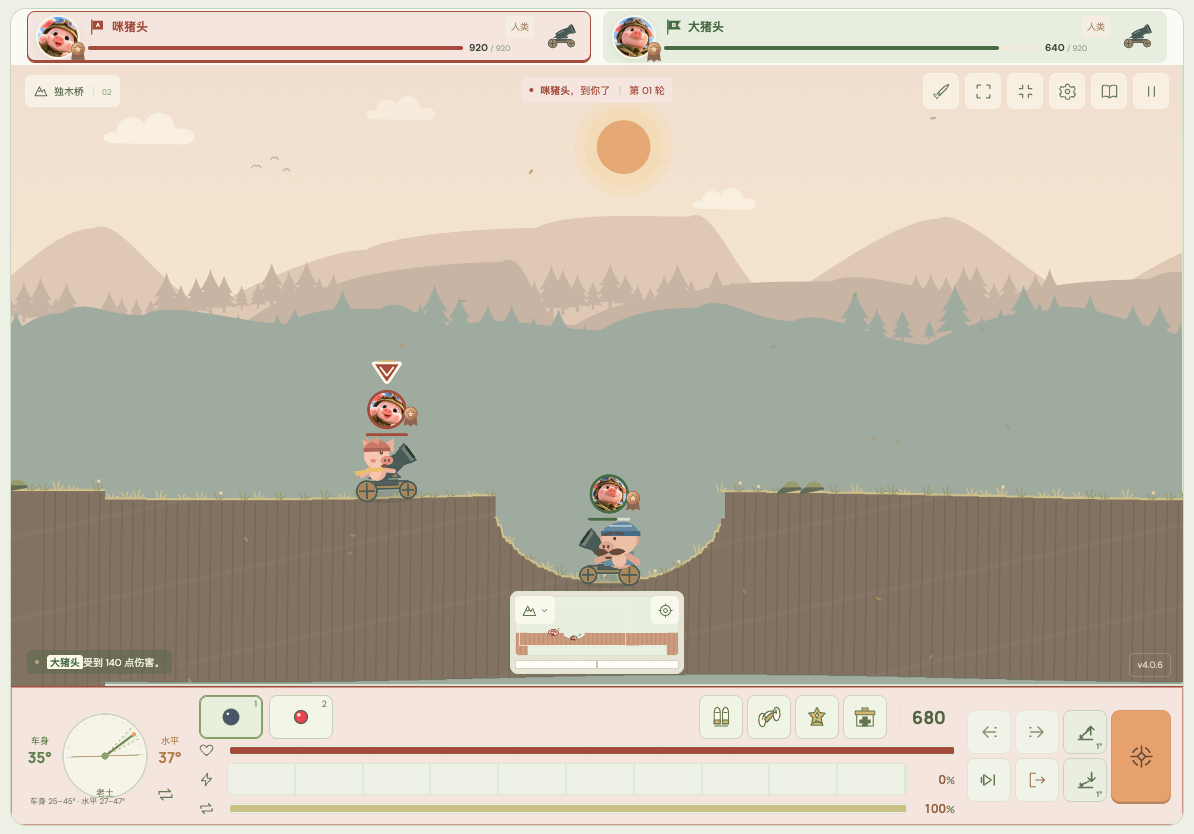 A 咪猪头 人类
920 / 920
B 大猪头 人类
640 / 920
独木桥 02
咪猪头，到你了 第 01 轮
大猪头受到 140 点伤害。
v4.0.6
1
2
680
车身
35°
水平
37°
老土
车身 25–45° · 水平 27–47°
0%
100%
1°
1°